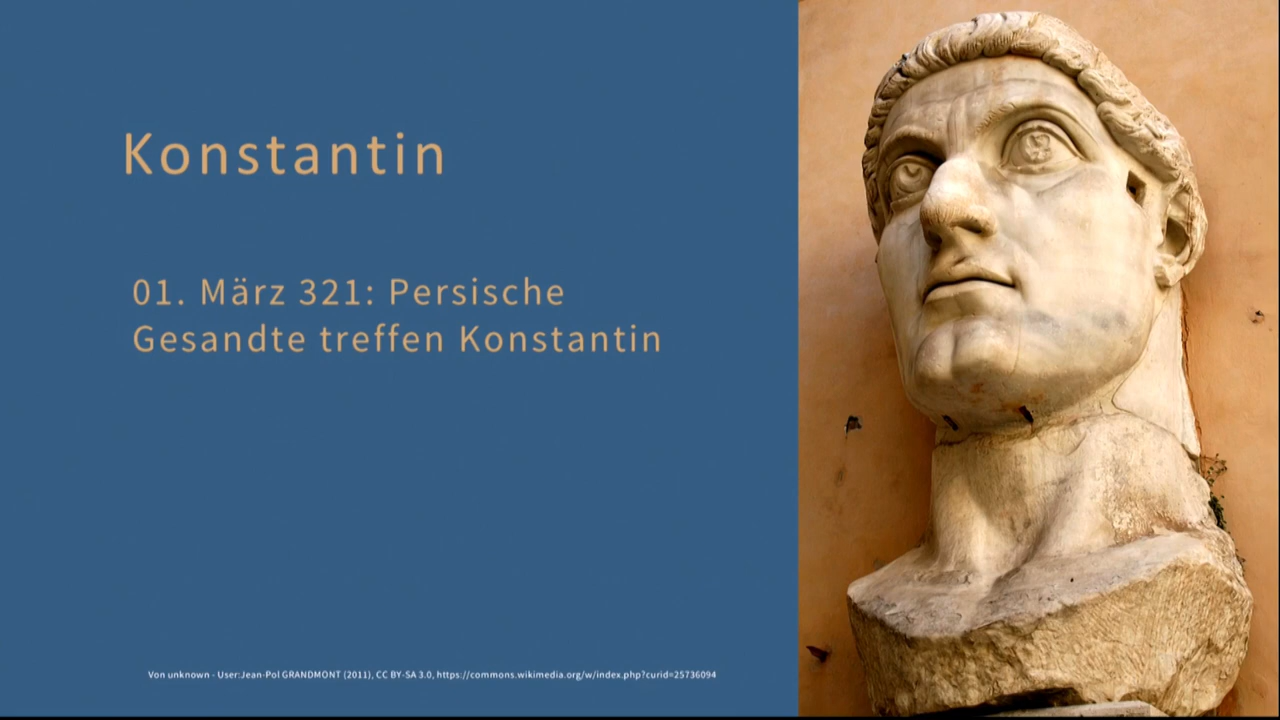 Konstantin
01. März 321: Persische
Gesandte treffen Konstantin
Von unknown - User:Jean-Pol GRANDMONT (2011), CC BY-SA 3.0, https://commons.wikimedia.org/w/index.php?curid=25736094